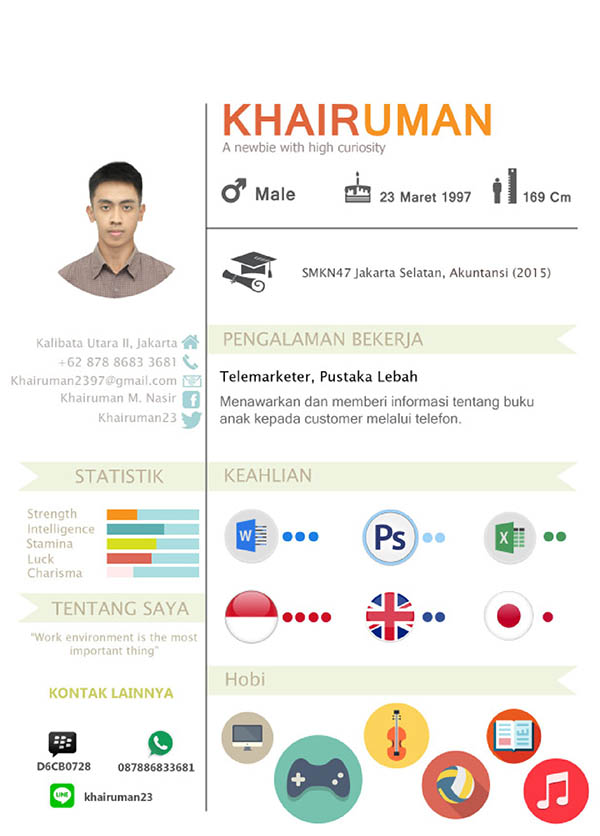 KHAIRUMAN
A newbie with high curiosity
Male
23 Maret 1997
169 Cm
SMKN47 Jakarta Selatan, Akuntansi (2015)
Kalibata Utara II, Jakarta
+62 878 8683 3681
Khairuman2397@gmail.com
Khairuman M. Nasir
Khairuman23
PENGALAMAN BEKERJA
Telemarketer, Pustaka Lebah
Menawarkan dan memberi informasi tentang buku
anak kepada customer melalui telefon.
STATISTIK
Strength
Intelligence
Stamina
Luck
Charisma
TENTANG SAYA
"Work environment is the most
important thing"
KONTAK LAINNYA
D6CB0728
087886833681
LINE
khairuman23
KEAHLIAN
W
Ps
X
Hobi